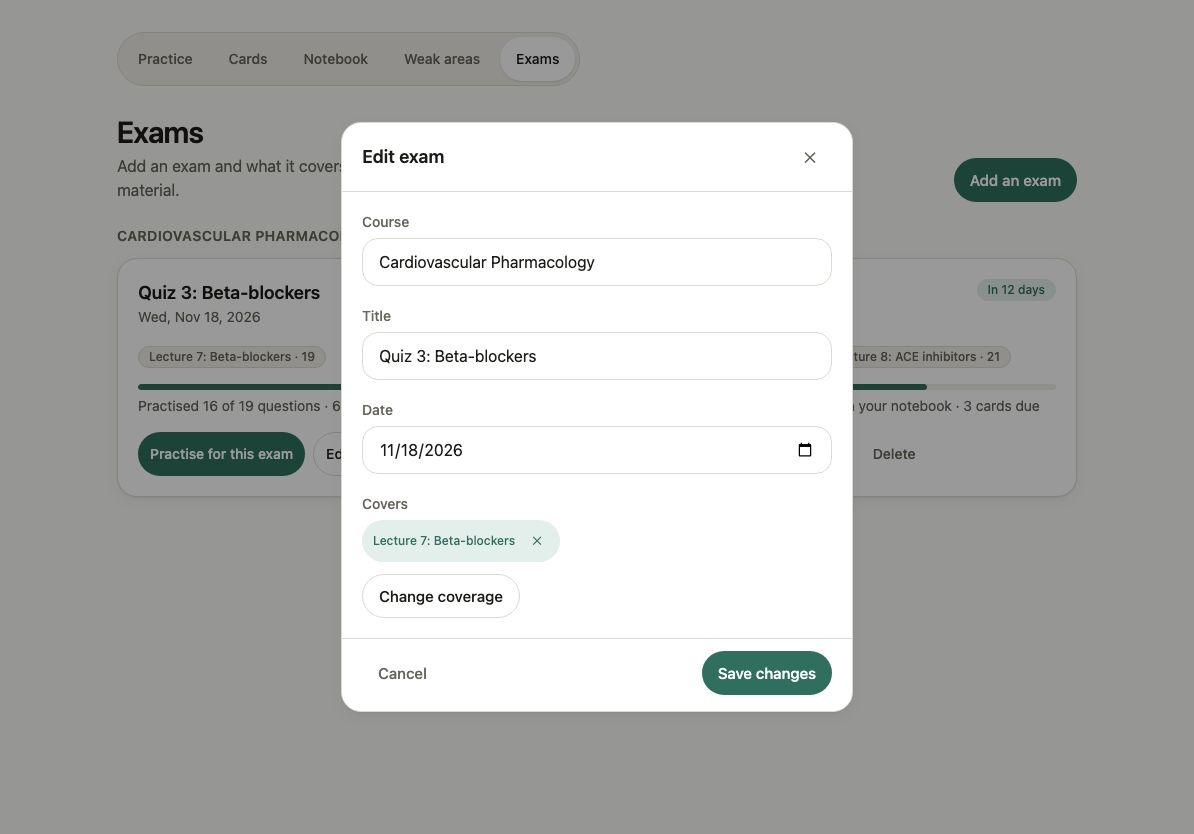 Practice
Cards
Notebook
Weak areas
Exams
Exams
Add an exam and what it covers
material.
Add an exam
CARDIOVASCULAR
Quiz 3: Beta-blockers
Wed, Nov 18, 2026
Lecture 7: Beta-blockers · 19
Practised 16 of 19 questions · 6
Practise for this exam
In 12 days
8: ACE inhibitors · 21
your notebook · 3 cards due
Delete
Edit exam
Course
Cardiovascular Pharmacology
Title
Quiz 3: Beta-blockers
Date
11/18/2026
Covers
Lecture 7: Beta-blockers
Change coverage
Cancel
Save changes